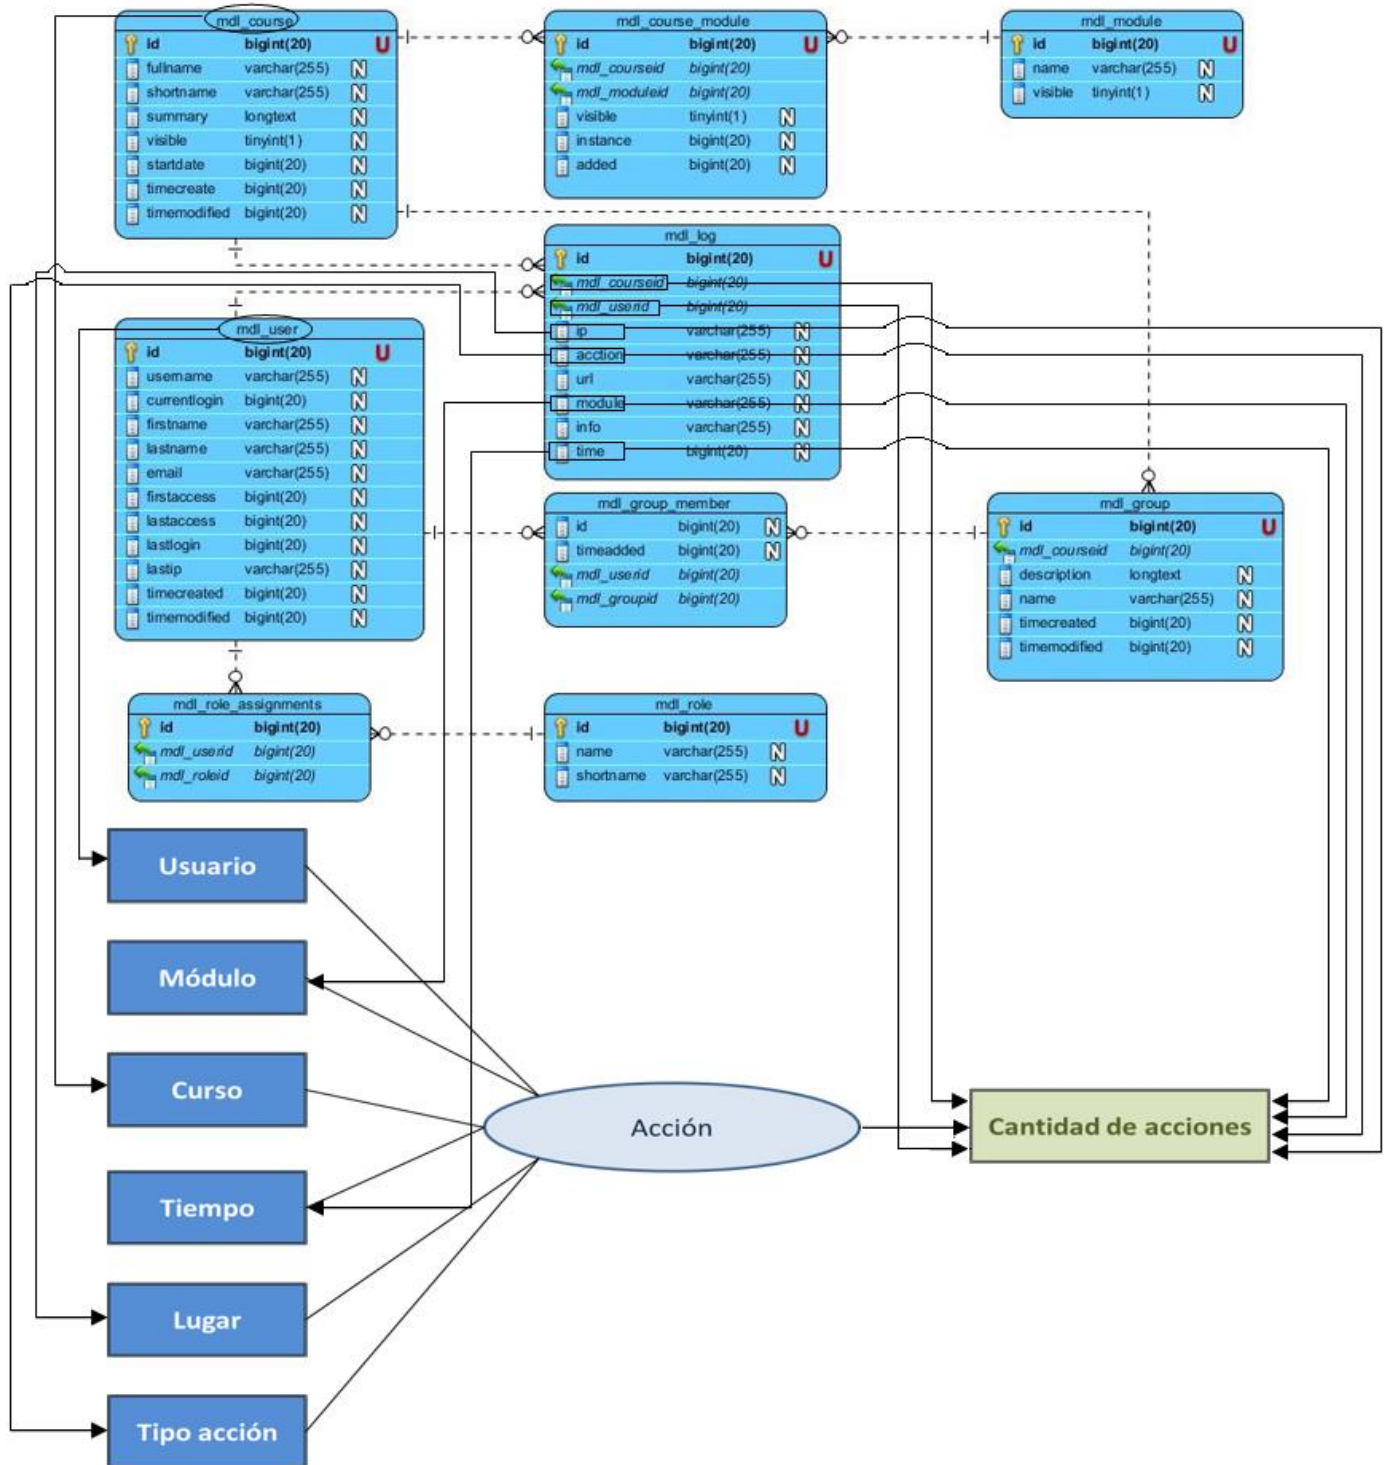 mdl_course
id bigint(20) U
fullname varchar(255) N
shortname varchar(255) N
summary longtext N
visible tinyint(1) N
startdate bigint(20) N
timecreate bigint(20) N
timemodified bigint(20) N
mdl_course_module
id bigint(20) U
mdl_courseid bigint(20)
mdl_moduleid bigint(20)
visible tinyint(1) N
instance bigint(20) N
added bigint(20) N
mdl_module
id bigint(20) U
name varchar(255) N
visible tinyint(1) N
mdl_log
id bigint(20) U
mdl_courseid bigint(20)
mdl_userid bigint(20)
ip varchar(255) N
acction varchar(255) N
url varchar(255) N
module varchar(255) N
info varchar(255) N
time bigint(20) N
mdl_user
id bigint(20) U
username varchar(255) N
currentlogin bigint(20) N
firstname varchar(255) N
lastname varchar(255) N
email varchar(255) N
firstaccess bigint(20) N
lastaccess bigint(20) N
lastlogin bigint(20) N
lastip varchar(255) N
timecreated bigint(20) N
timemodified bigint(20) N
mdl_group_member
id bigint(20) N
timeadded bigint(20) N
mdl_userid bigint(20)
mdl_groupid bigint(20)
mdl_group
id bigint(20) U
mdl_courseid bigint(20)
description longtext N
name varchar(255) N
timecreated bigint(20) N
timemodified bigint(20) N
mdl_role_assignments
id bigint(20)
mdl_userid bigint(20)
mdl_roleid bigint(20)
mdl_role
id bigint(20) U
name varchar(255) N
shortname varchar(255) N
Usuario
Módulo
Curso
Tiempo
Lugar
Tipo acción
Acción
Cantidad de acciones